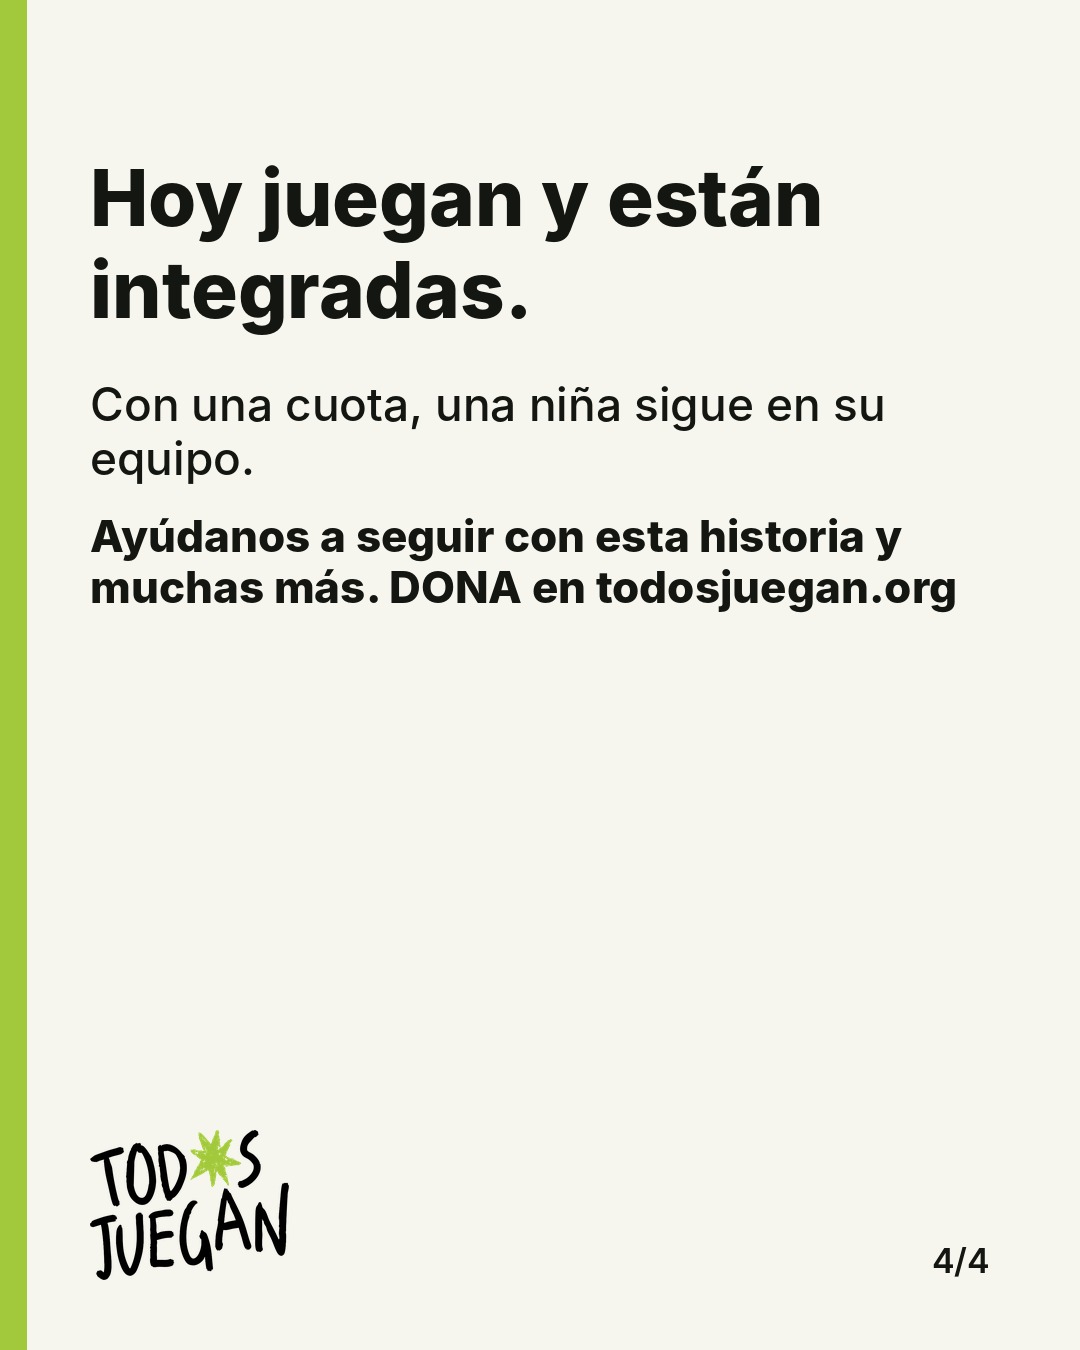 Hoy juegan y están
integradas.
Con una cuota, una niña sigue en su
equipo.
Ayúdanos a seguir con esta historia y
muchas más. DONA en todosjuegan.org
TODOS
JUEGAN
4/4